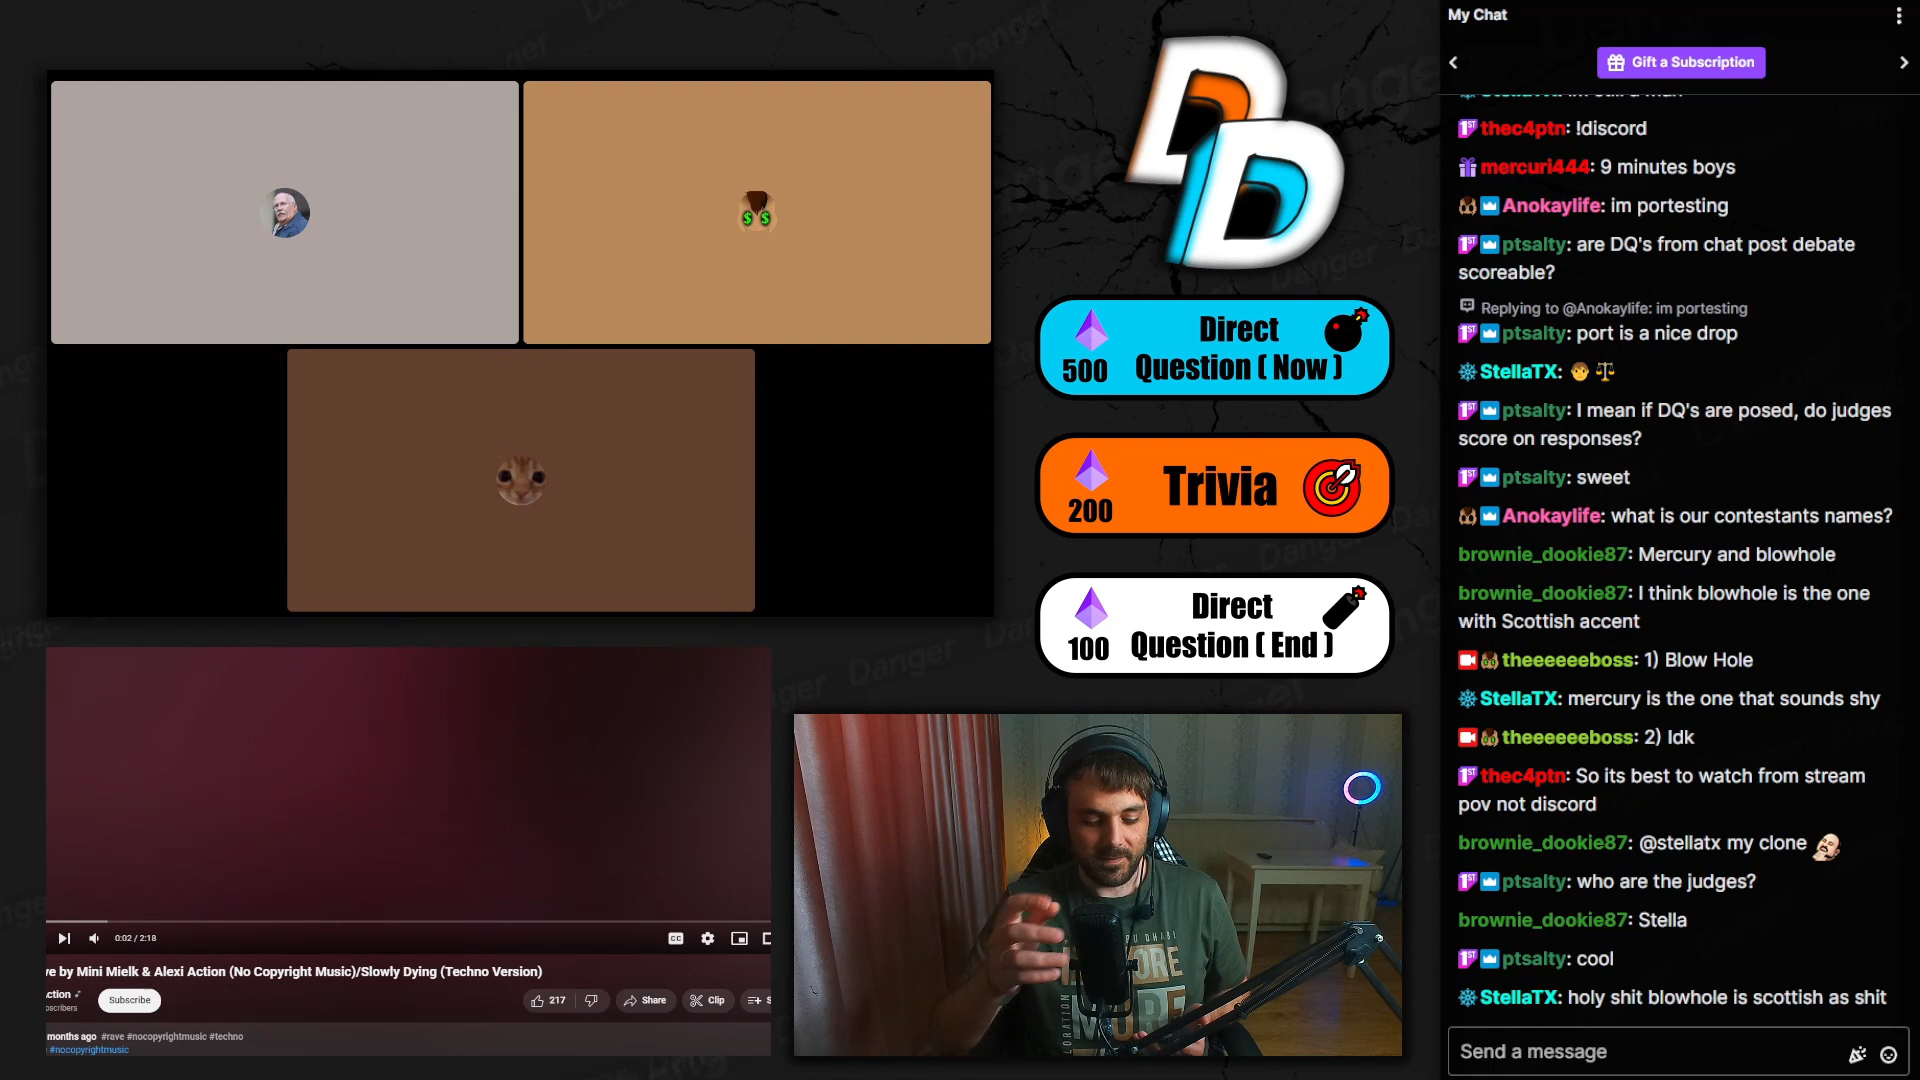 My Chat
Gift a Subscription
thec4ptn: !discord
mercuri444: 9 minutes boys
Anokaylife: im portesting
ptsalty: are DQ's from chat post debate
scoreable?
Replying to @Anokaylife: im portesting
ptsalty: port is a nice drop
StellaTX:
ptsalty: I mean if DQ's are posed, do judges
score on responses?
ptsalty: sweet
Anokaylife: what is our contestants names?
brownie_dookie87: Mercury and blowhole
brownie_dookie87: I think blowhole is the one
with Scottish accent
theeeeeeboss: 1) Blow Hole
StellaTX: mercury is the one that sounds shy
theeeeeeboss: 2) Idk
thec4ptn: So its best to watch from stream
pov not discord
brownie_dookie87: @stellatx my clone
ptsalty: who are the judges?
brownie_dookie87: Stella
ptsalty: cool
StellaTX: holy shit blowhole is scottish as shit
Send a message
DD
500
Direct
Question ( Now )
200
Trivia
100
Direct
Question ( End )
0:02 / 2:18
CC
ve by Mini Mielk & Alexi Action (No Copyright Music)/Slowly Dying (Techno Version)
ction
bscribers
Subscribe
217
Share
Clip
S
months ago #rave #nocopyrightmusic #techno
#nocopyrightmusic
Danger